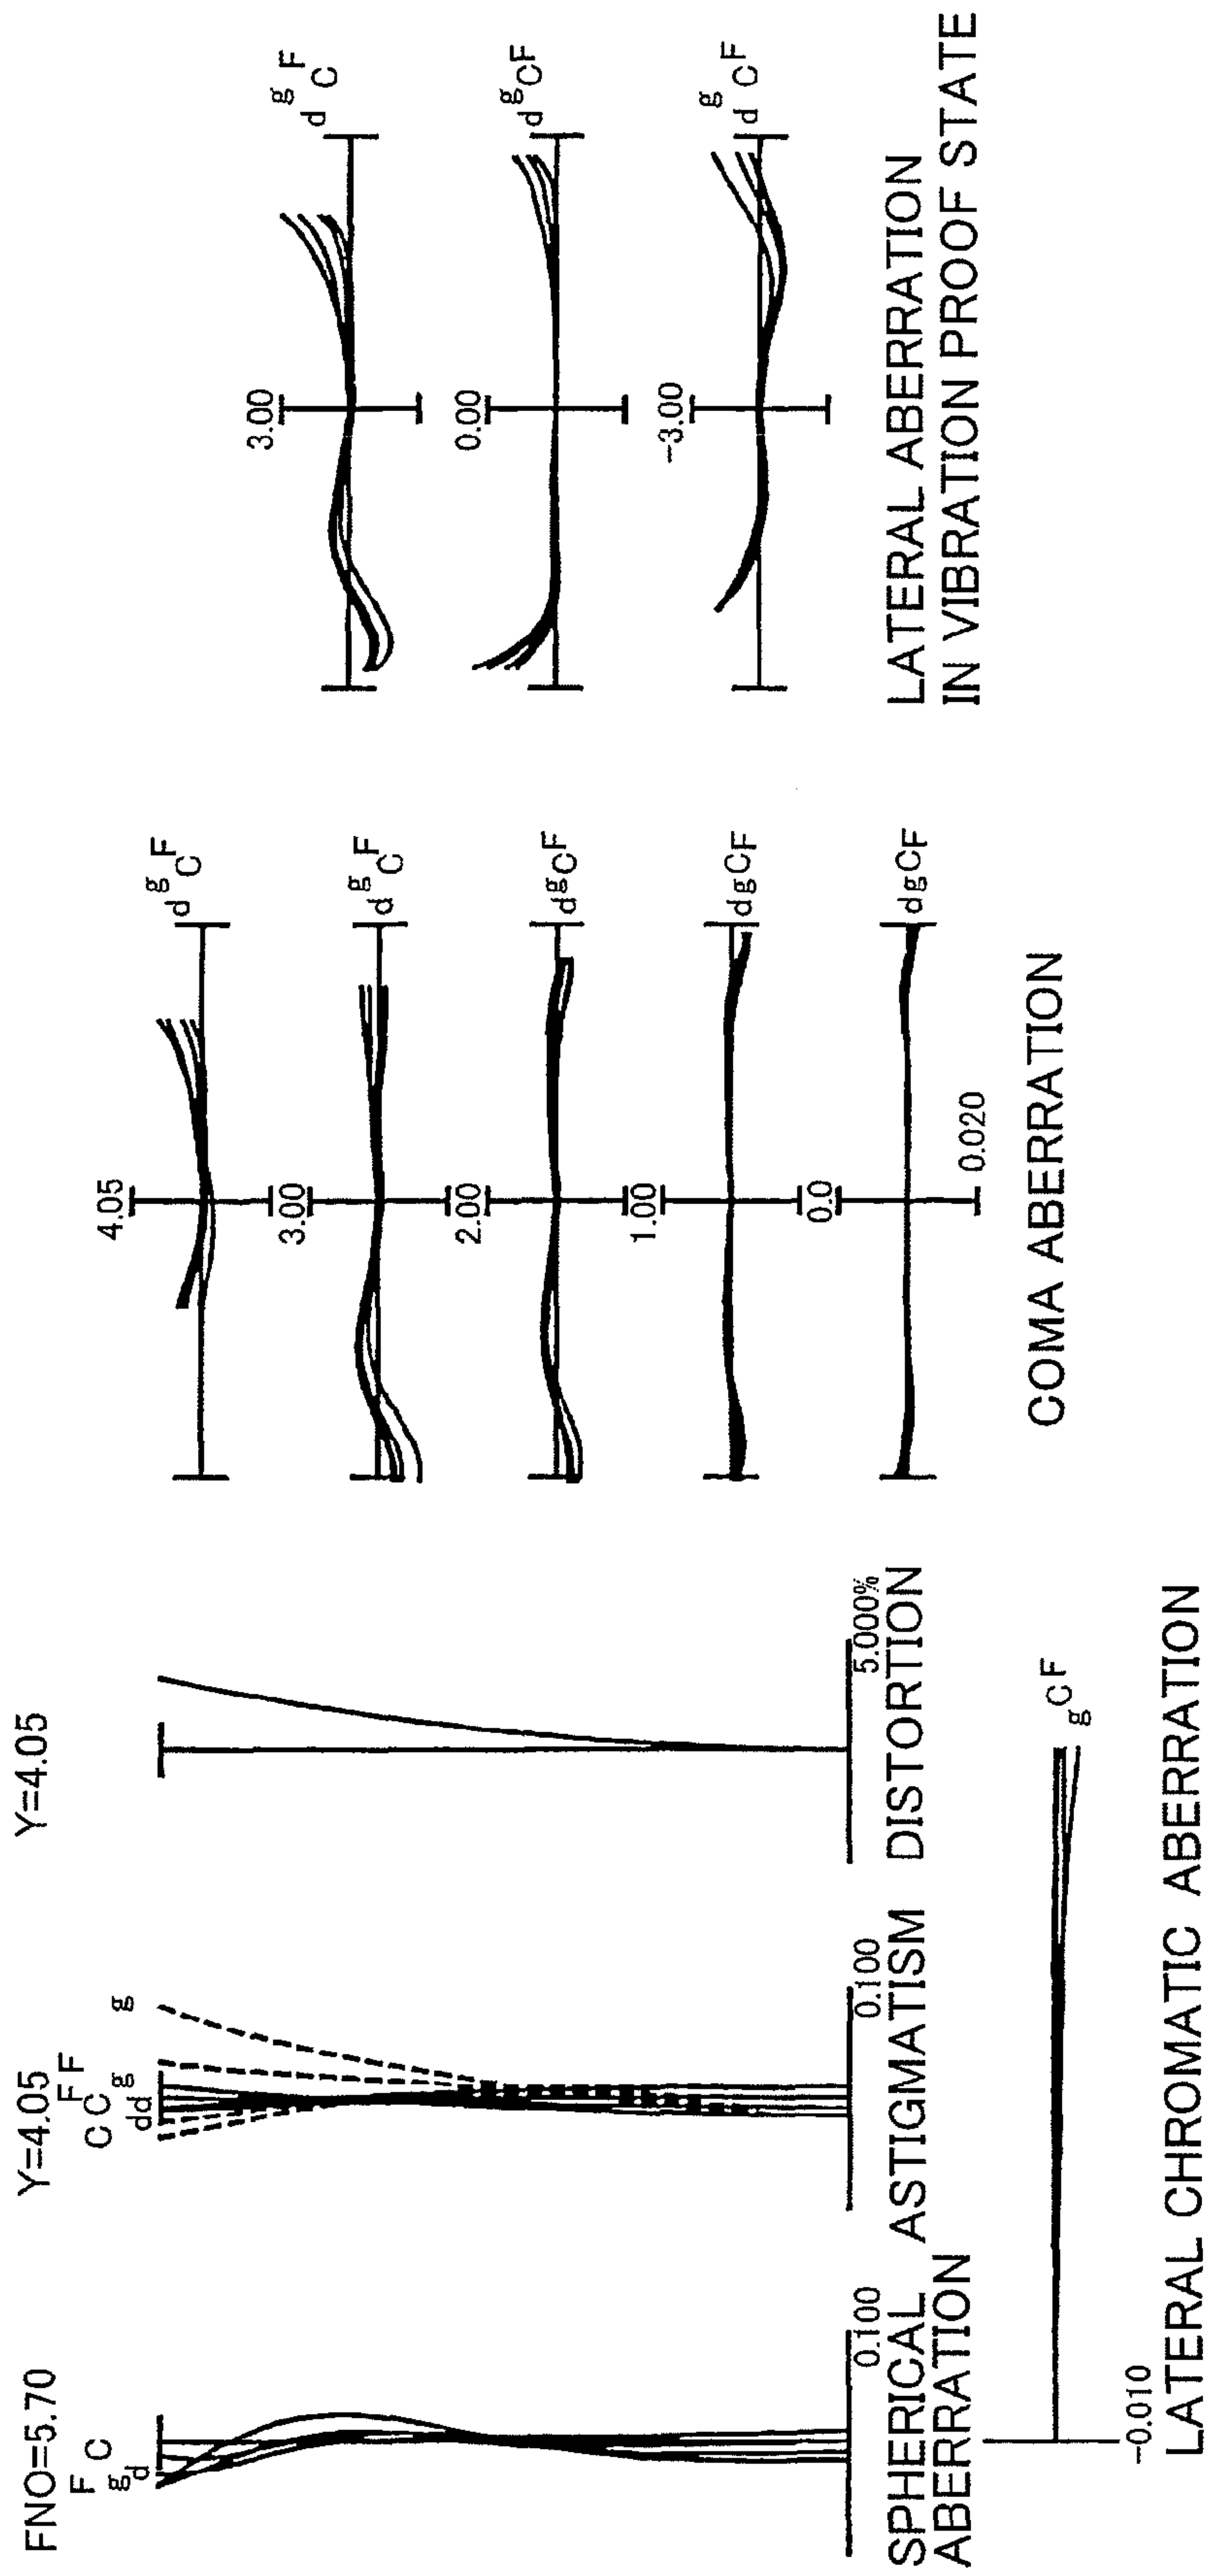 FNO=5.70
F
C
g
d
0.100
SPHERICAL
ABERRATION
Y=4.05
F F
C C
d d
g
g
0.100
ASTIGMATISM
Y=4.05
5.000%
DISTORTION
-0.010
g C F
LATERAL CHROMATIC ABERRATION
4.05
d g C F
3.00
d g C F
2.00
d g C F
1.00
d g C F
0.0
d g C F
0.020
COMA ABERRATION
3.00
d g C F
0.00
d g C F
-3.00
d g C F
LATERAL ABERRATION
IN VIBRATION PROOF STATE